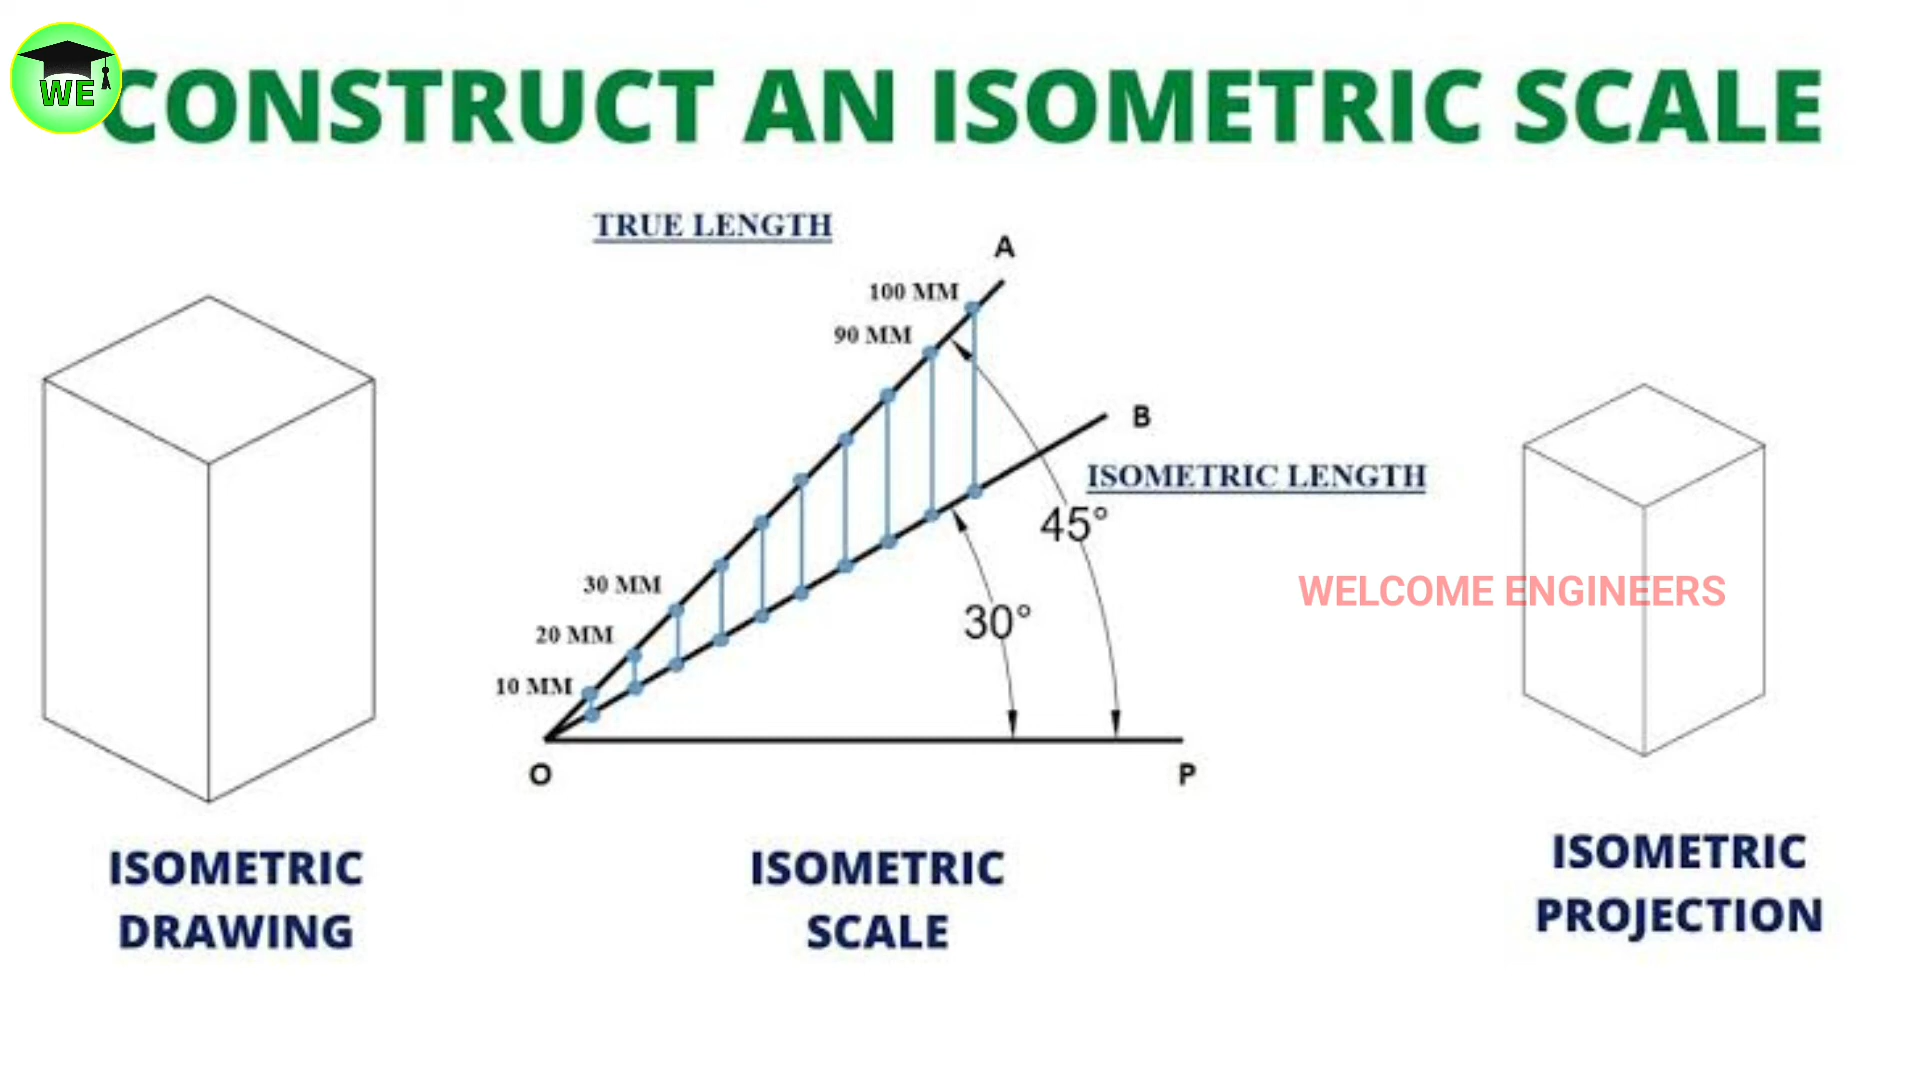 WE
CONSTRUCT AN ISOMETRIC SCALE
TRUE LENGTH
A
100 MM
90 MM
B
ISOMETRIC LENGTH
45°
30 MM
WELCOME ENGINEERS
30°
20 MM
10 MM
O
P
ISOMETRIC
DRAWING
ISOMETRIC
SCALE
ISOMETRIC
PROJECTION